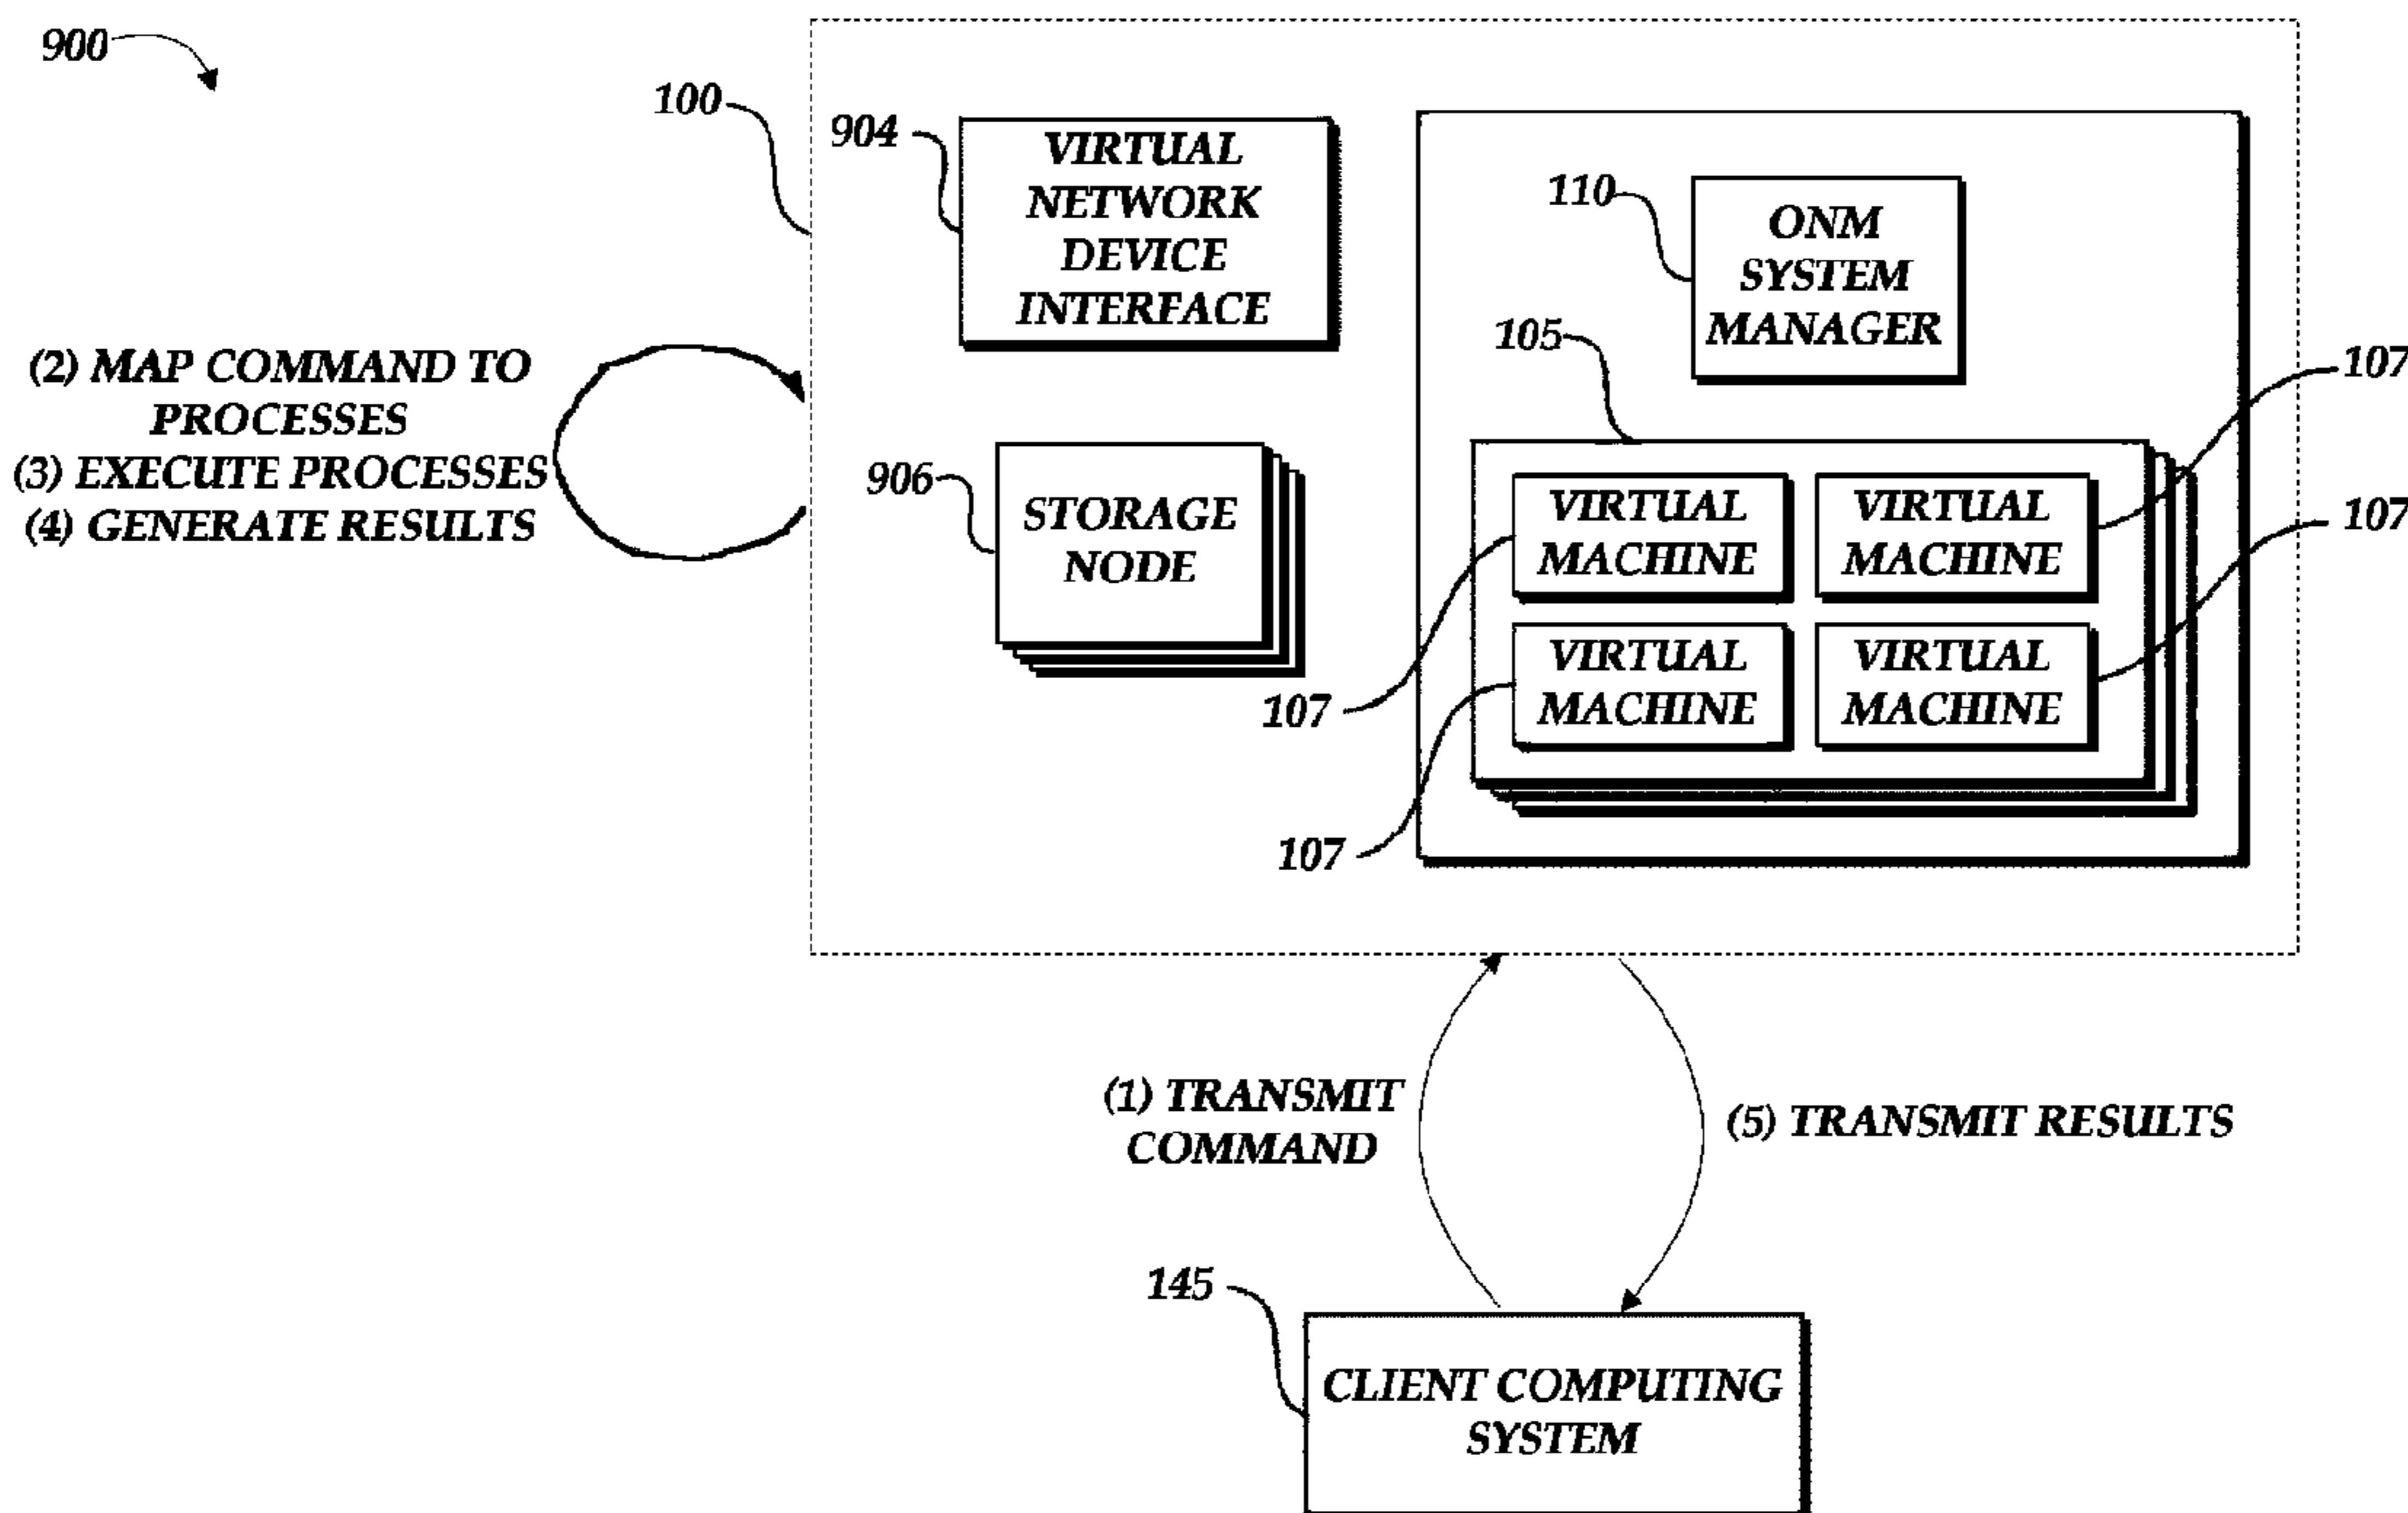 900
100
904
VIRTUAL
NETWORK
DEVICE
INTERFACE
110
ONM
SYSTEM
MANAGER
105
107
(2) MAP COMMAND TO
PROCESSES
(3) EXECUTE PROCESSES
(4) GENERATE RESULTS
906
STORAGE
NODE
VIRTUAL
MACHINE
VIRTUAL
MACHINE
107
VIRTUAL
MACHINE
VIRTUAL
MACHINE
107
107
(1) TRANSMIT
COMMAND
(5) TRANSMIT RESULTS
145
CLIENT COMPUTING
SYSTEM